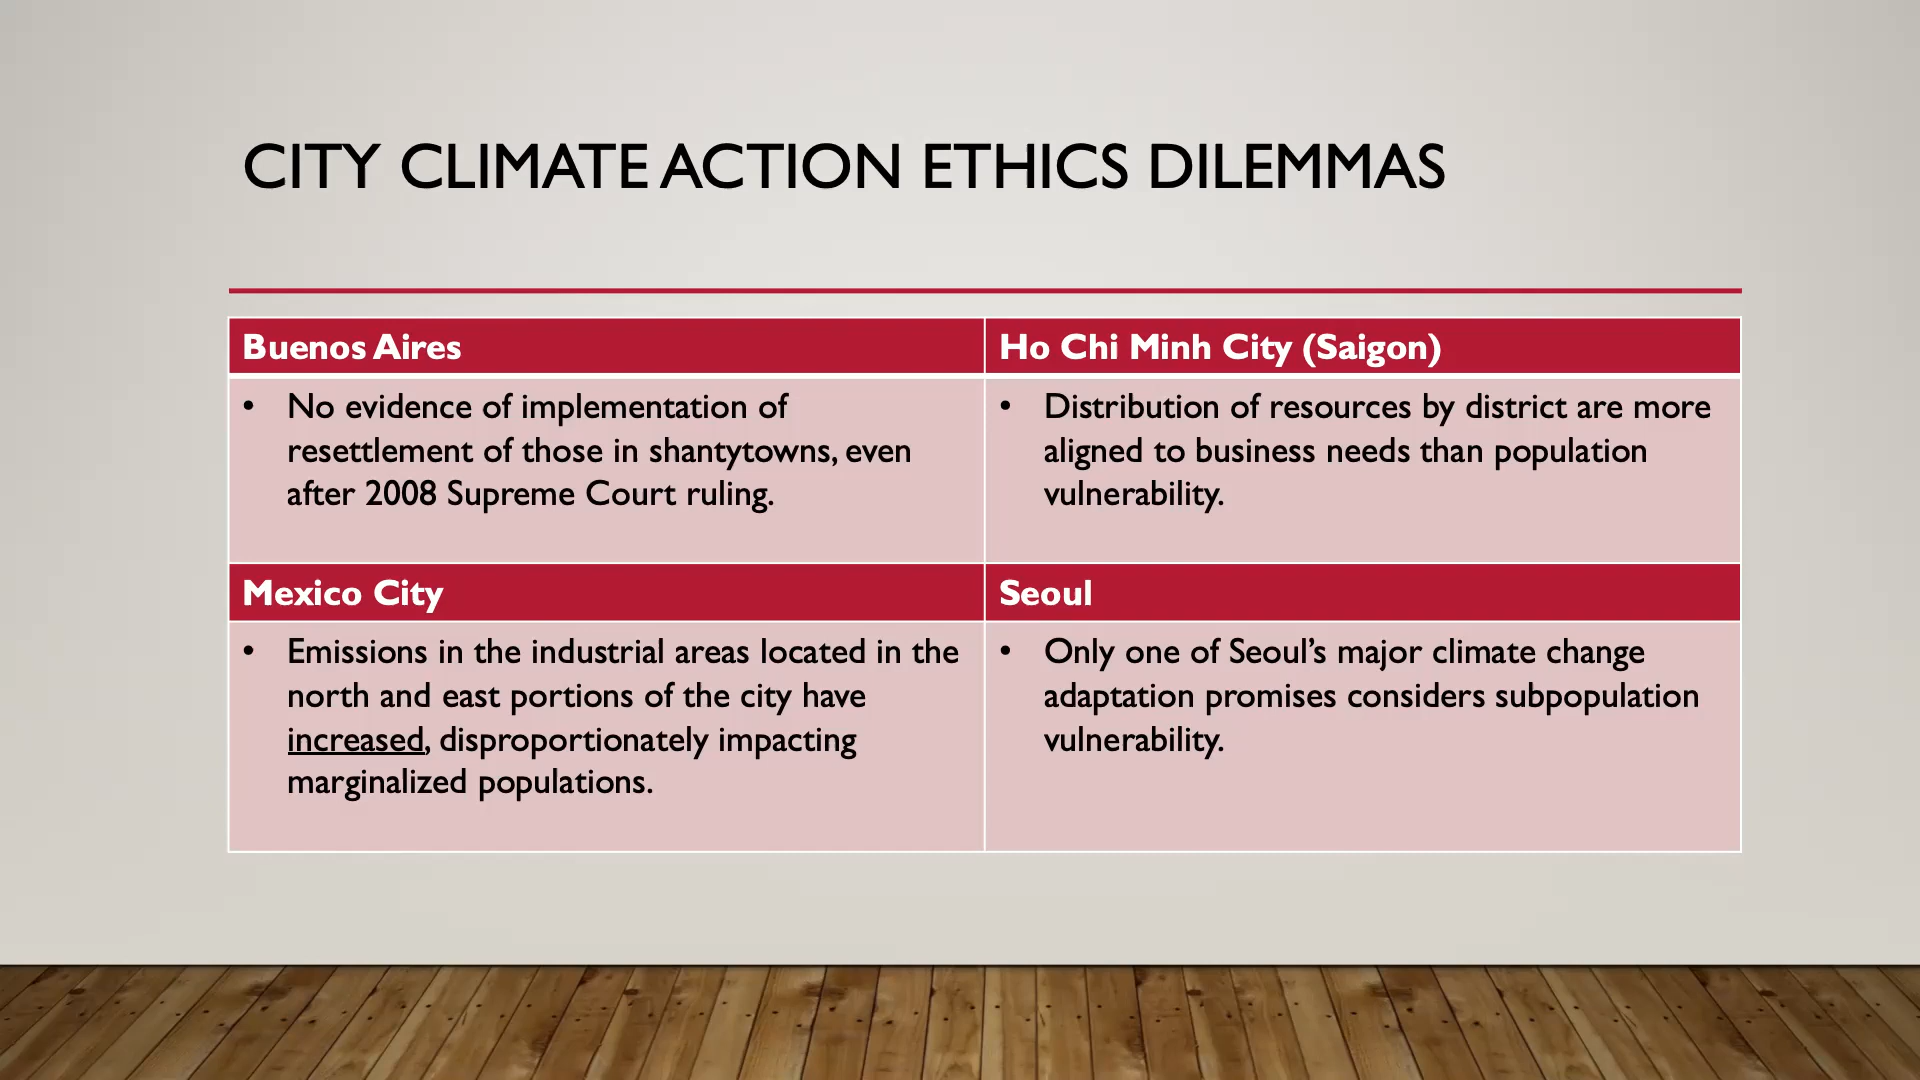 CITY CLIMATE ACTION ETHICS DILEMMAS
Buenos Aires
• No evidence of implementation of
resettlement of those in shantytowns, even
after 2008 Supreme Court ruling.
Ho Chi Minh City (Saigon)
• Distribution of resources by district are more
aligned to business needs than population
vulnerability.
Mexico City
• Emissions in the industrial areas located in the
north and east portions of the city have
increased, disproportionately impacting
marginalized populations.
Seoul
• Only one of Seoul’s major climate change
adaptation promises considers subpopulation
vulnerability.